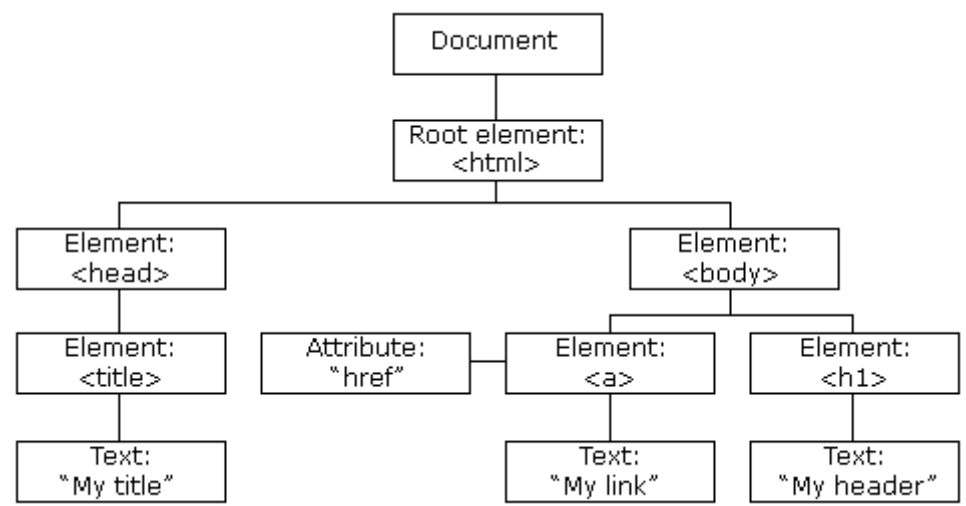 Document
Root element:
<html>
Element:
<head>
Element:
<body>
Element:
<title>
Attribute:
“href”
Element:
<a>
Element:
<h1>
Text:
“My title”
Text:
“My link”
Text:
“My header”